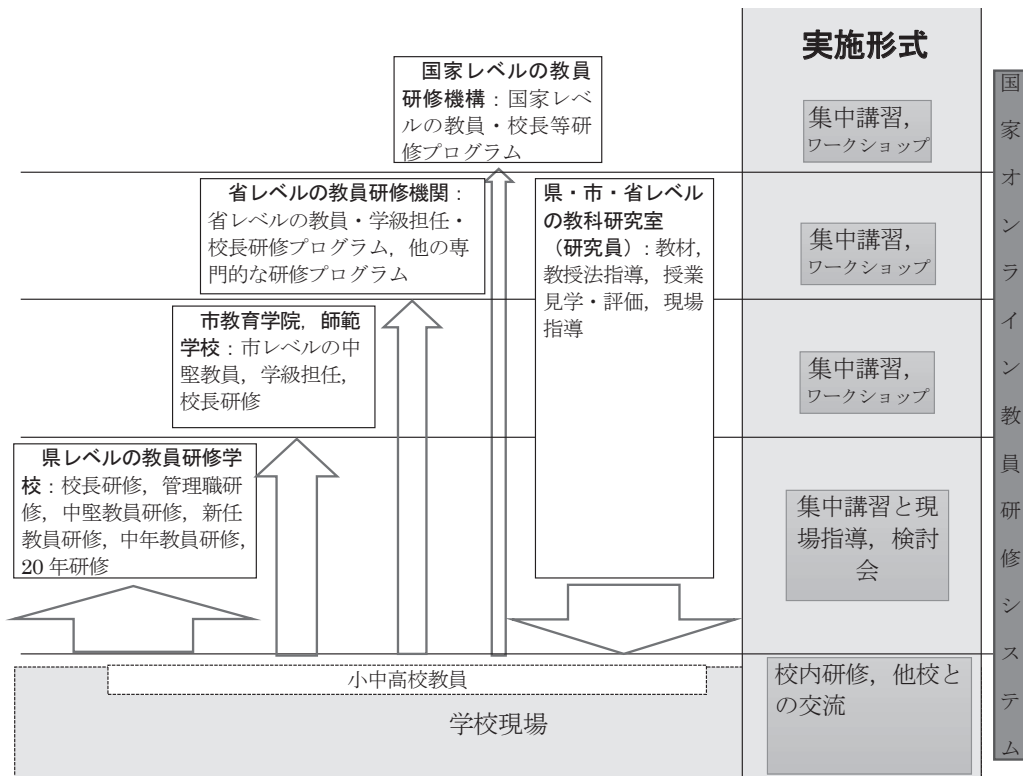 実施形式
国家レベルの教員
研修機構：国家レベ
ルの教員・校長等研
修プログラム
集中講習，
ワークショップ
省レベルの教員研修機関：
省レベルの教員・学級担任・
校長研修プログラム，他の専
門的な研修プログラム
県・市・省レベル
の教科研究室
（研究員）：教材，
教授法指導，授業
見学・評価，現場
指導
集中講習，
ワークショップ
市教育学院，師範
学校：市レベルの中
堅教員，学級担任，
校長研修
集中講習，
ワークショップ
県レベルの教員研修学
校：校長研修，管理職研
修，中堅教員研修，新任
教員研修，中年教員研修，
20年研修
集中講習と現
場指導，検討
会
小中高校教員
学校現場
校内研修，他校と
の交流
国家オンライン教員研修システム